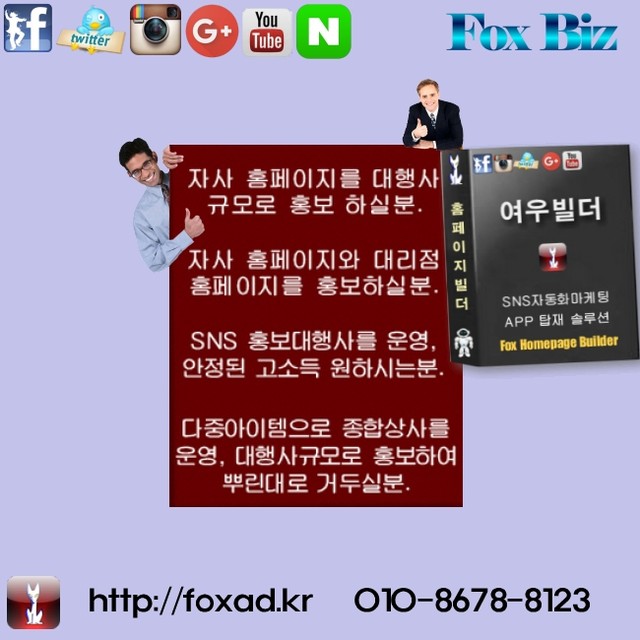 twitter
You
Tube
N
Fox Biz
자사 홈페이지를 대행사
규모로 홍보 하실분.
자사 홈페이지와 대리점
홈페이지를 홍보하실분.
SNS 홍보대행사를 운영,
안정된 고소득 원하시는분.
다중아이템으로 종합상사를
운영, 대행사규모로 홍보하여
뿌린대로 거두실분.
홈페이지빌더
You
Tube
여우빌더
SNS자동화마케팅
APP 탑재 솔루션
Fox Homepage Builder
http://foxad.kr 010-8678-8123